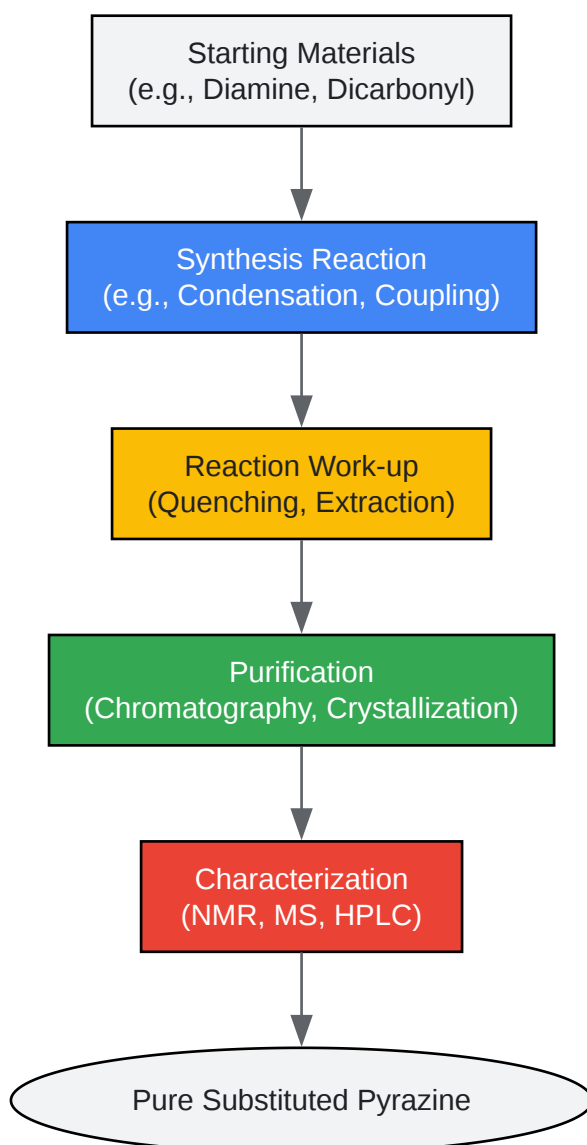 Starting Materials
(e.g., Diamine, Dicarbonyl)
Synthesis Reaction
(e.g., Condensation, Coupling)
Reaction Work-up
(Quenching, Extraction)
Purification
(Chromatography, Crystallization)
Characterization
(NMR, MS, HPLC)
Pure Substituted Pyrazine